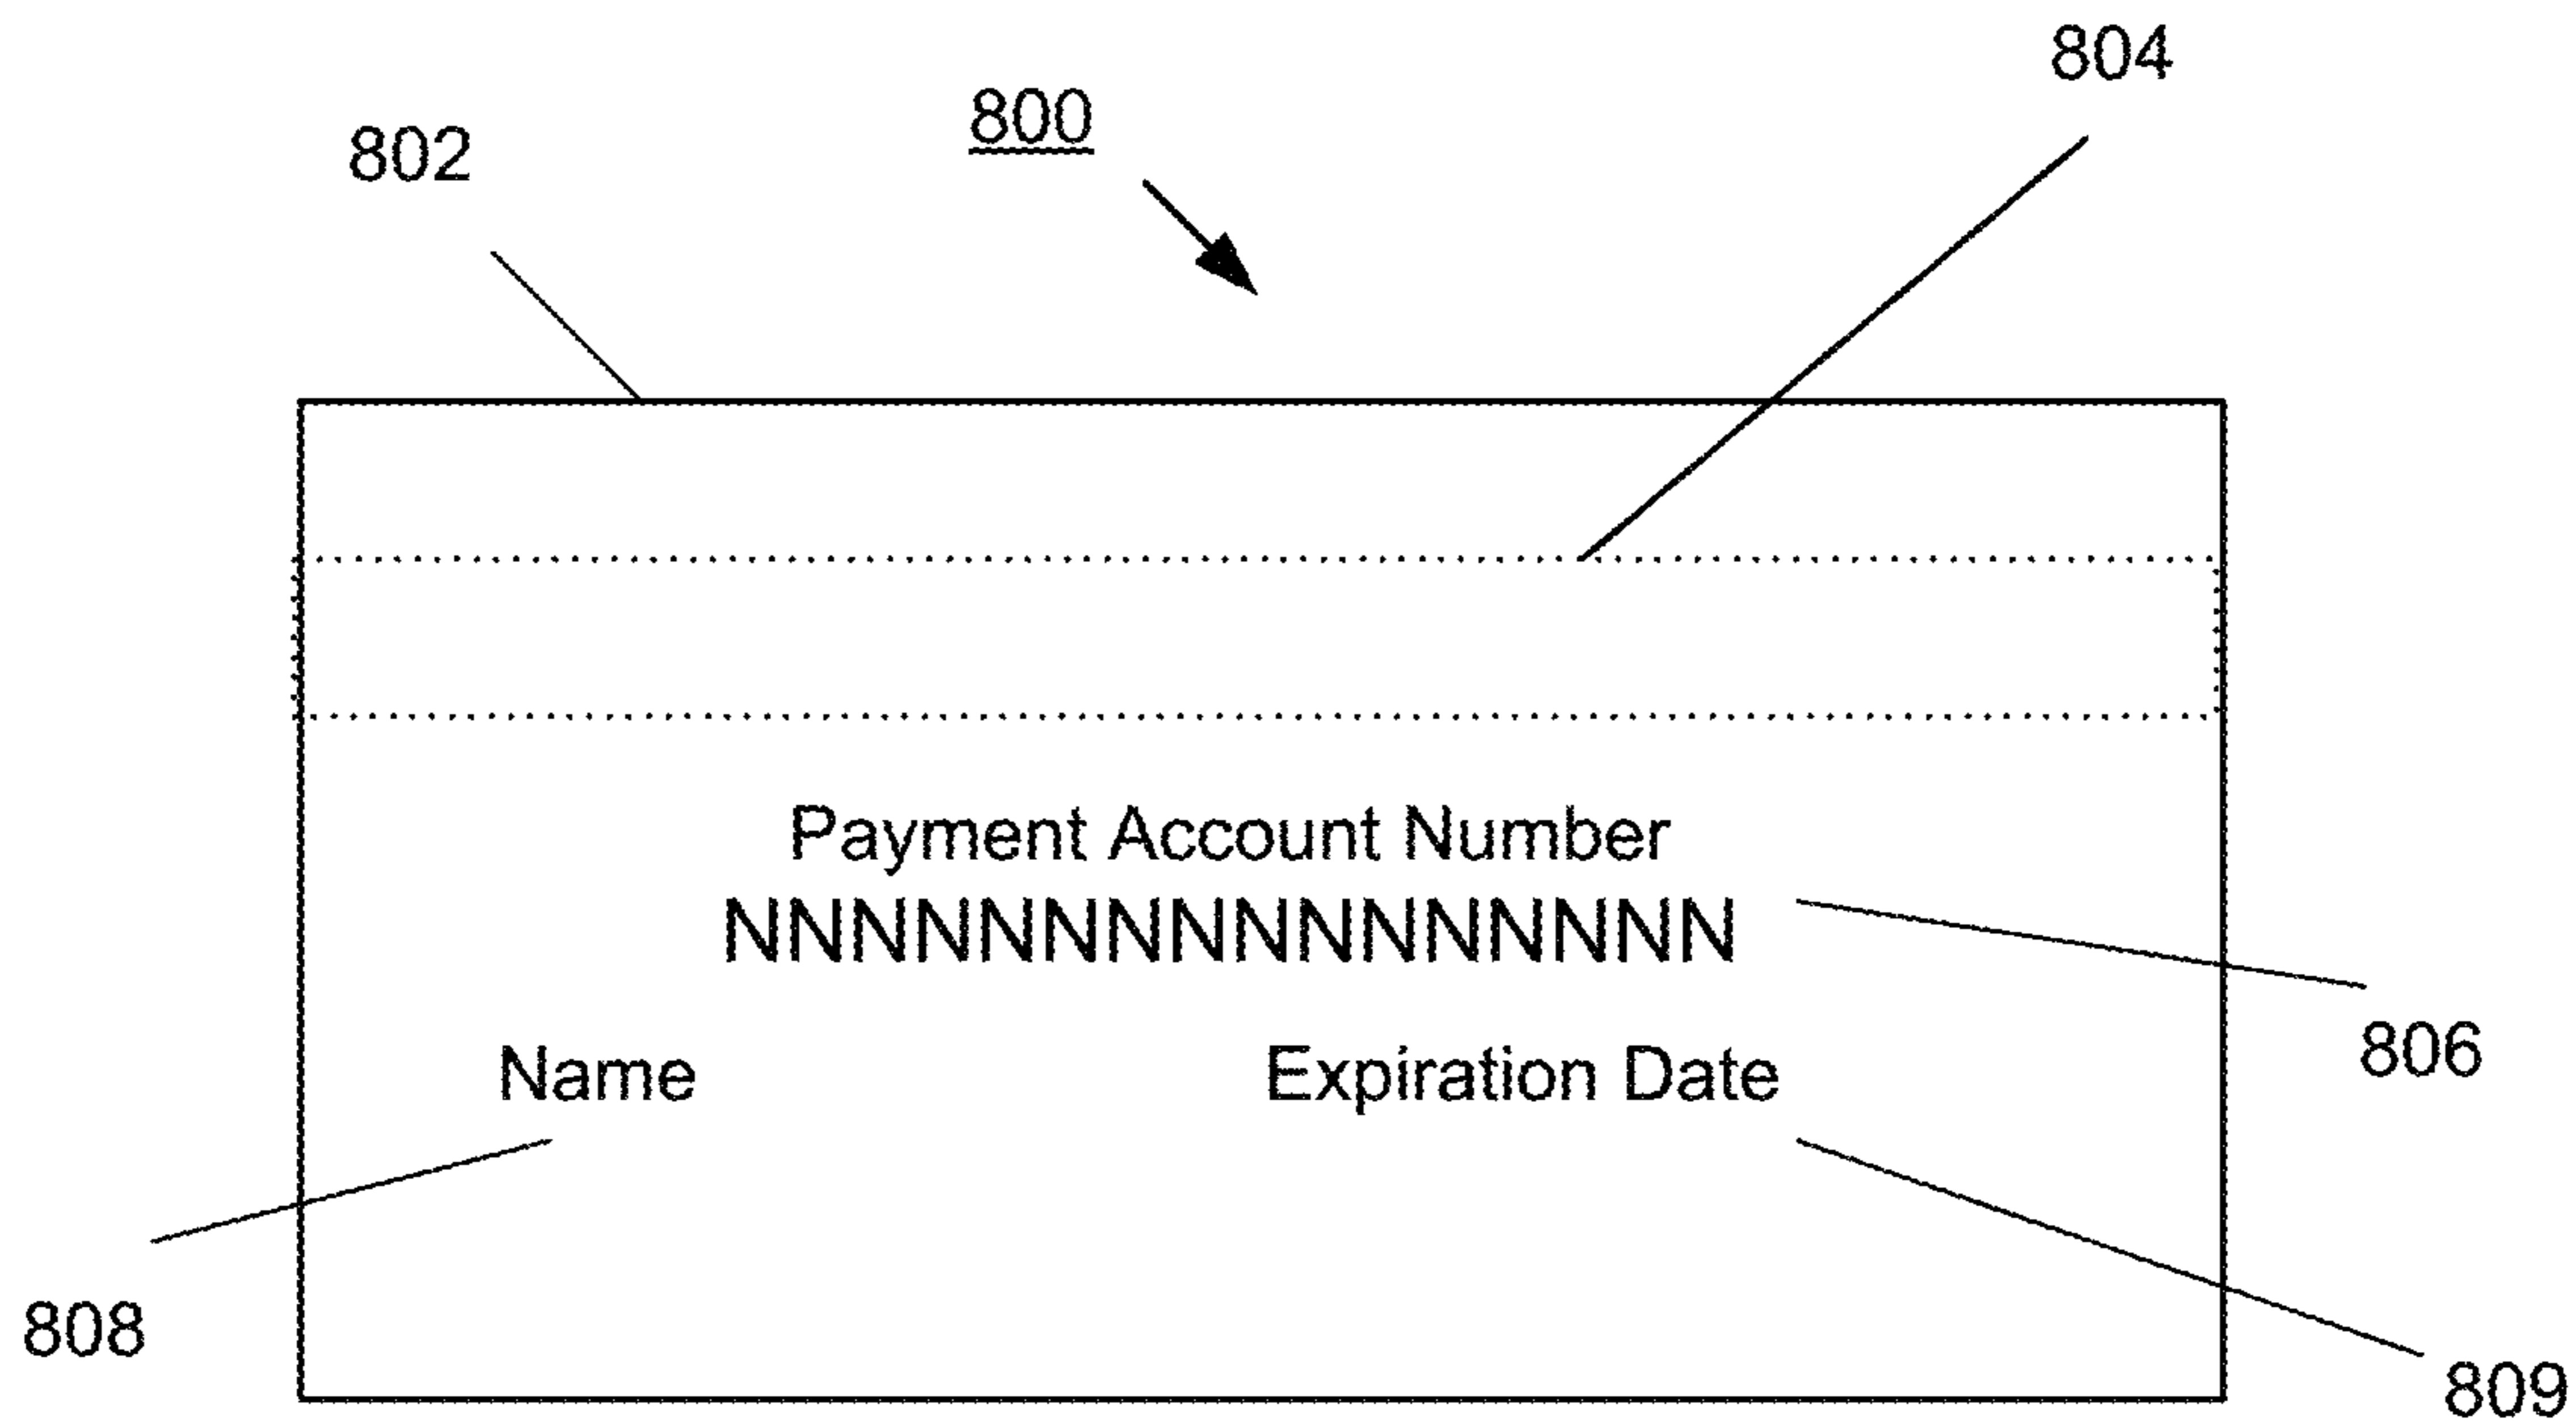 804
800
802
Payment Account Number
NNNNNNNNNNNNNNNN
806
Name Expiration Date
808
809